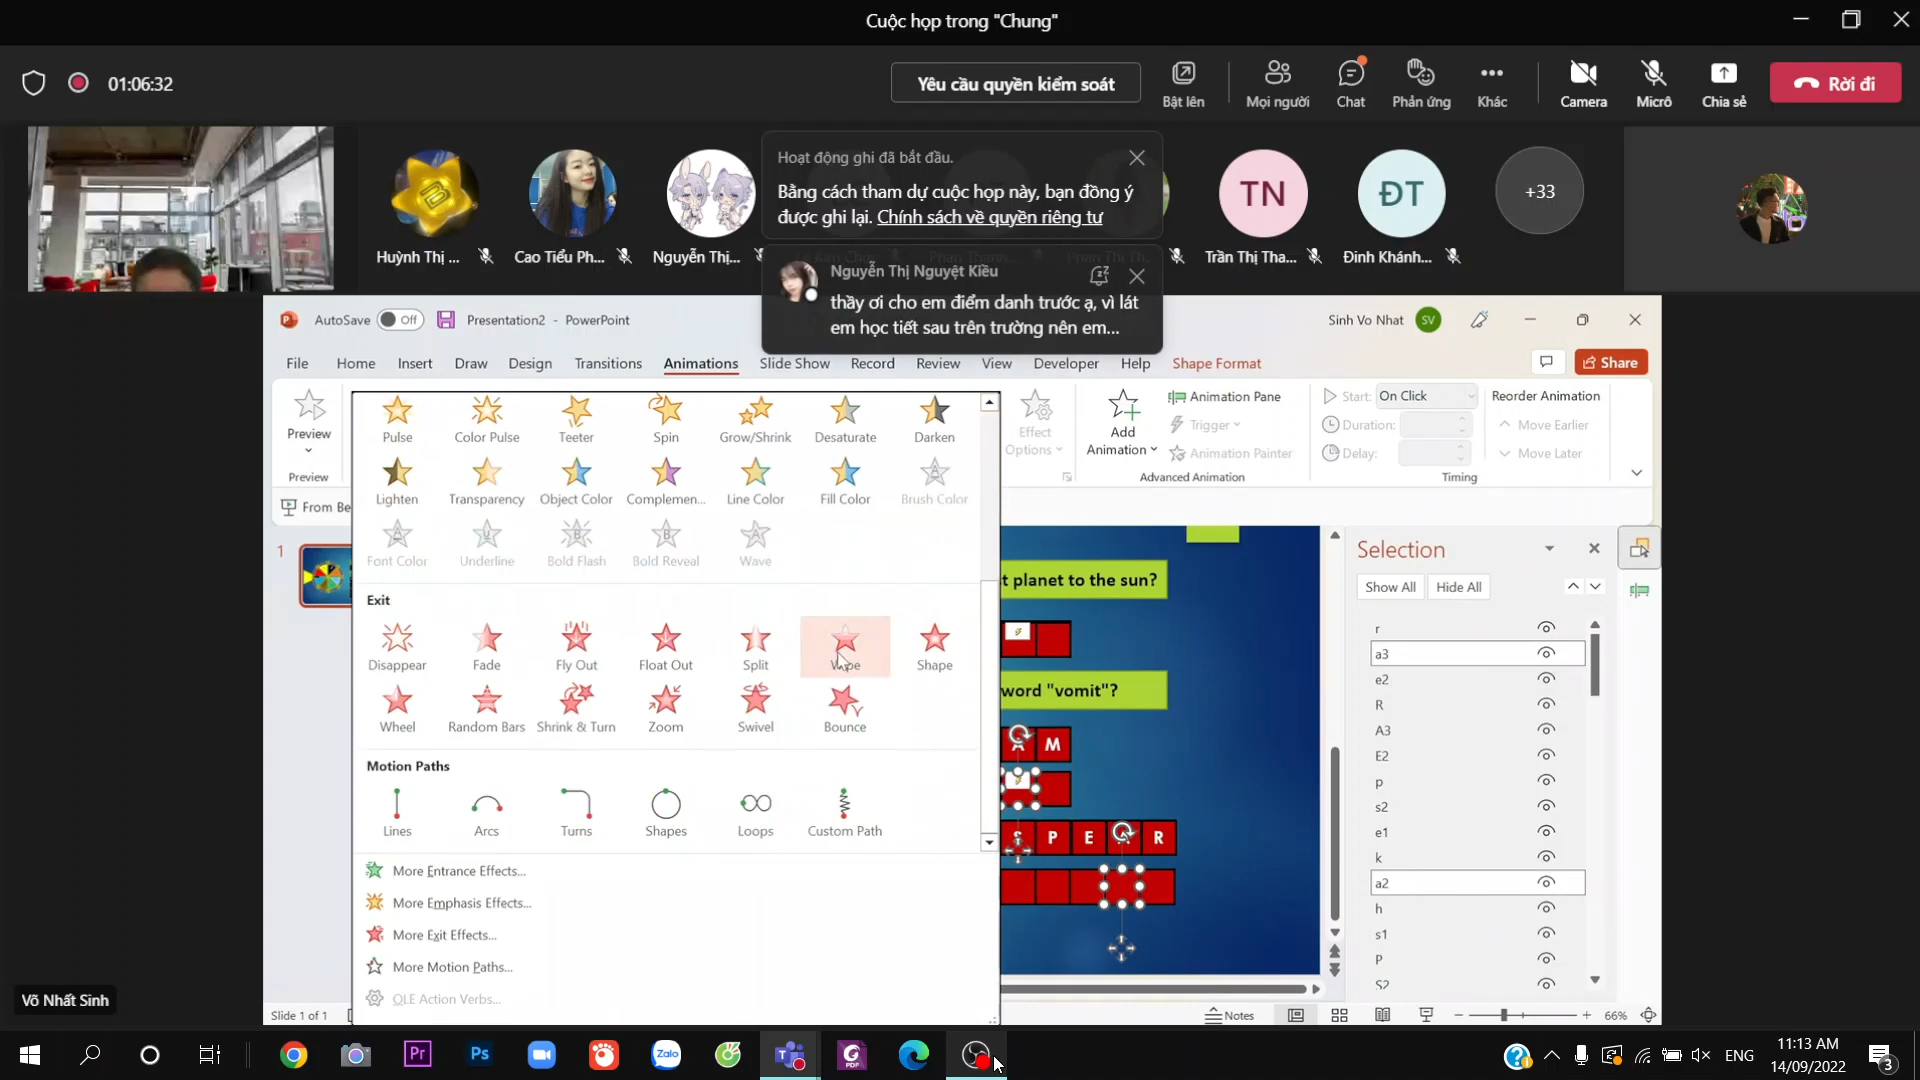 Cuộc họp trong "Chung"
01:06:32
Yêu cầu quyền kiểm soát
Bật lên
Mọi người
Chat
Phản ứng
Khác
Camera
Micrô
Chia sẻ
Rời đi
Huỳnh Thị ...
Cao Tiểu Ph...
Nguyễn Thị...
TN
Trần Thị Tha...
ĐT
Đinh Khánh...
+33
Hoạt động ghi đã bắt đầu.
Bằng cách tham dự cuộc họp này, bạn đồng ý
được ghi lại. Chính sách về quyền riêng tư
Nguyễn Thị Nguyệt Kiều
thầy ơi cho em điểm danh trước ạ, vì lát
em học tiết sau trên trường nên em...
AutoSave
Off
Presentation2 - PowerPoint
Sinh Vo Nhat
SV
File
Home
Insert
Draw
Design
Transitions
Animations
Slide Show
Record
Review
View
Developer
Help
Shape Format
Share
Preview
Preview
From Be
Pulse
Color Pulse
Teeter
Spin
Grow/Shrink
Desaturate
Darken
Lighten
Transparency
Object Color
Complemen...
Line Color
Fill Color
Brush Color
Font Color
Underline
Bold Flash
Bold Reveal
Wave
Exit
Disappear
Fade
Fly Out
Float Out
Split
Wipe
Shape
Wheel
Random Bars
Shrink & Turn
Zoom
Swivel
Bounce
Motion Paths
Lines
Arcs
Turns
Shapes
Loops
Custom Path
More Entrance Effects...
More Emphasis Effects...
More Exit Effects...
More Motion Paths...
OLE Action Verbs...
Effect
Options
Add
Animation
Animation Pane
Trigger
Animation Painter
Advanced Animation
Start:
On Click
Duration:
Delay:
Timing
Reorder Animation
Move Earlier
Move Later
1
t planet to the sun?
word "vomit"?
A M
S P E R
Selection
Show All
Hide All
r
a3
e2
R
A3
E2
p
s2
e1
k
a2
h
s1
P
S2
Slide 1 of 1
Notes
66%
Võ Nhất Sinh
Pr
Ps
Zalo
PDF
ENG
11:13 AM
14/09/2022
3